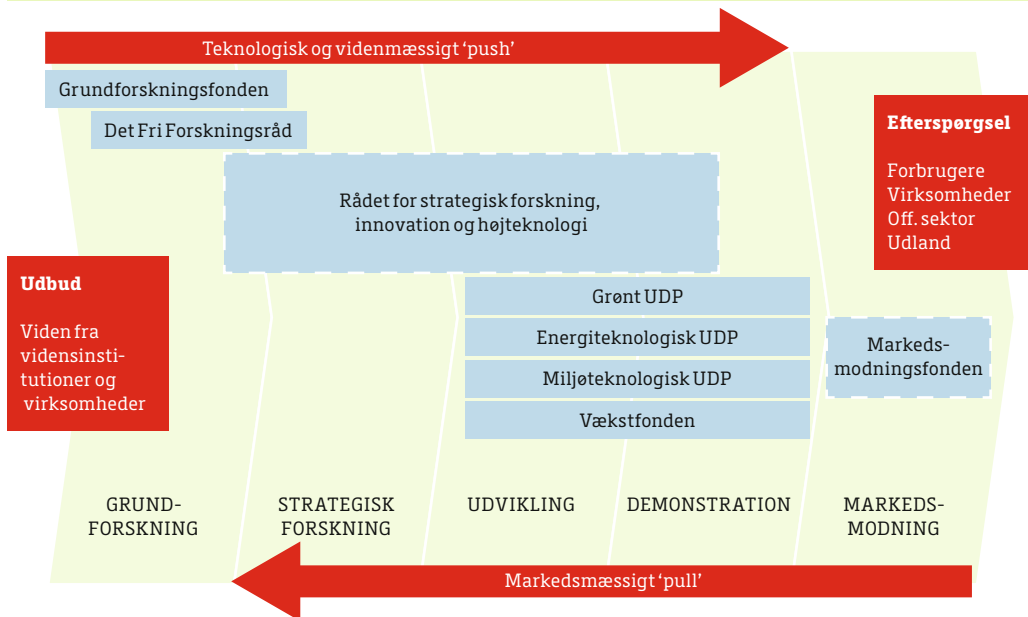 Teknologisk og videnmæssigt ‘push’
Grundforskningsfonden
Det Fri Forskningsråd
Rådet for strategisk forskning,
innovation og højteknologi
Efterspørgsel
Forbrugere
Virksomheder
Off. sektor
Udland
Udbud
Viden fra
vidensinsti-
tutioner og
virksomheder
Grønt UDP
Energiteknologisk UDP
Miljøteknologisk UDP
Vækstfonden
Markeds-
modningsfonden
GRUND-
FORSKNING
STRATEGISK
FORSKNING
UDVIKLING
DEMONSTRATION
MARKEDS-
MODNING
Markedsmæssigt ‘pull’